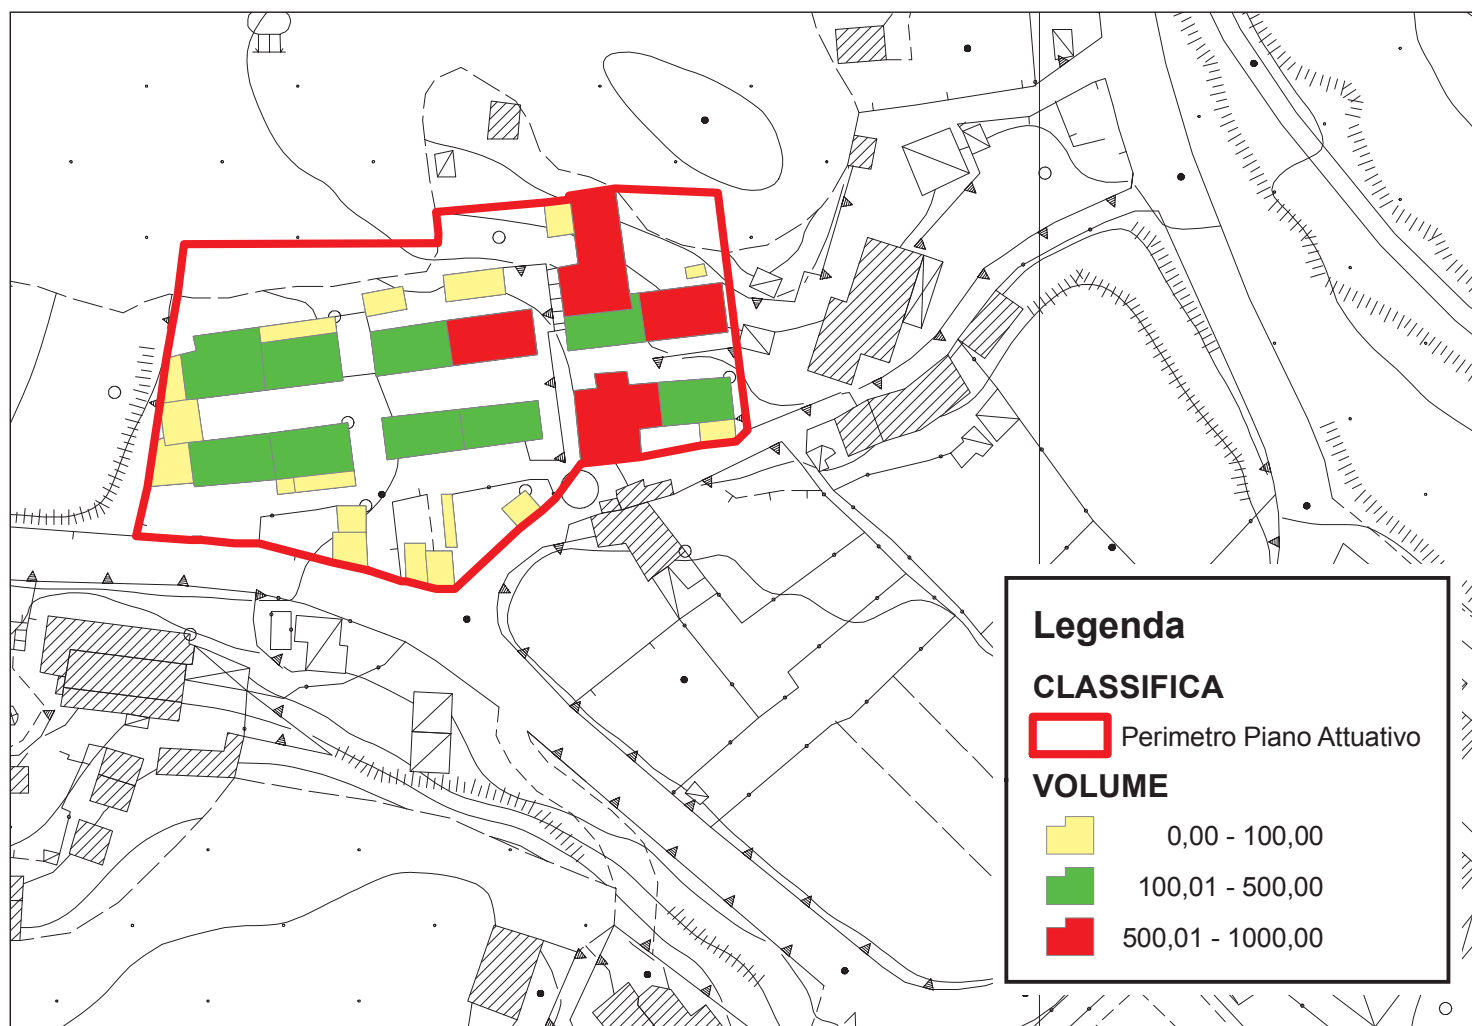 Legenda
CLASSIFICA
Perimetro Piano Attuativo
VOLUME
0,00 - 100,00
100,01 - 500,00
500,01 - 1000,00